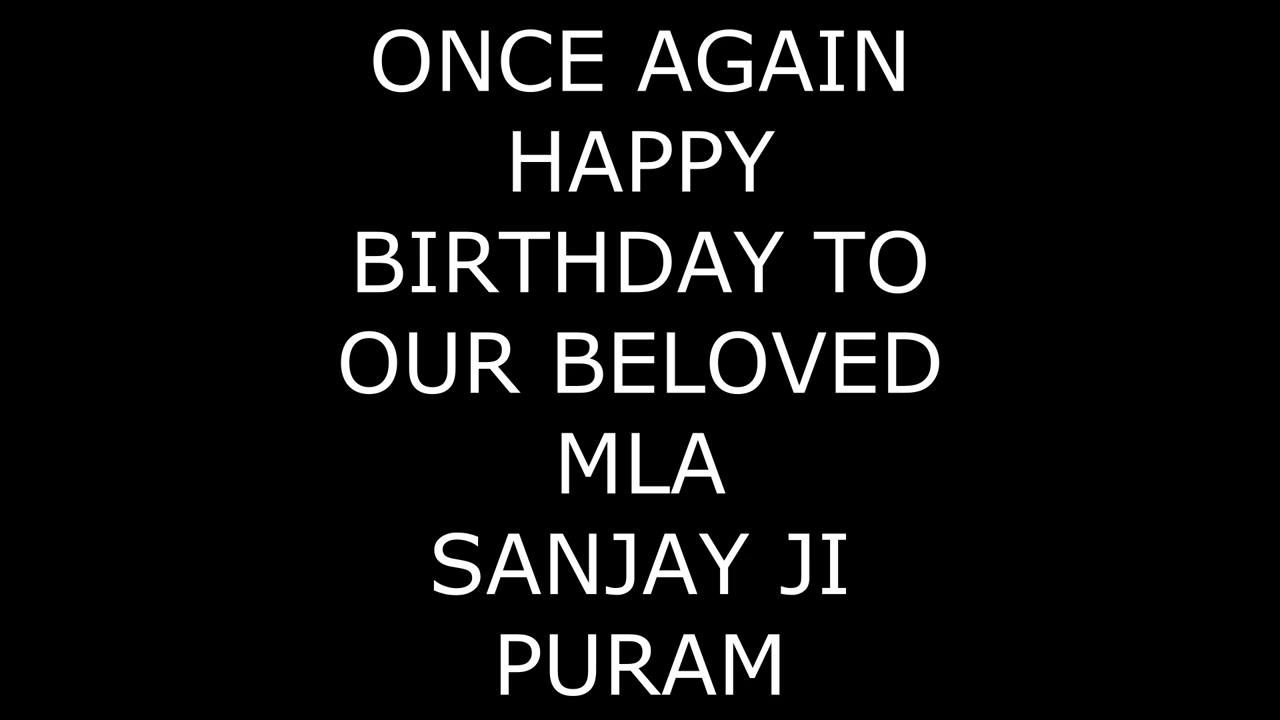 ONCE AGAIN
HAPPY
BIRTHDAY TO
OUR BELOVED
MLA
SANJAY JI
PURAM